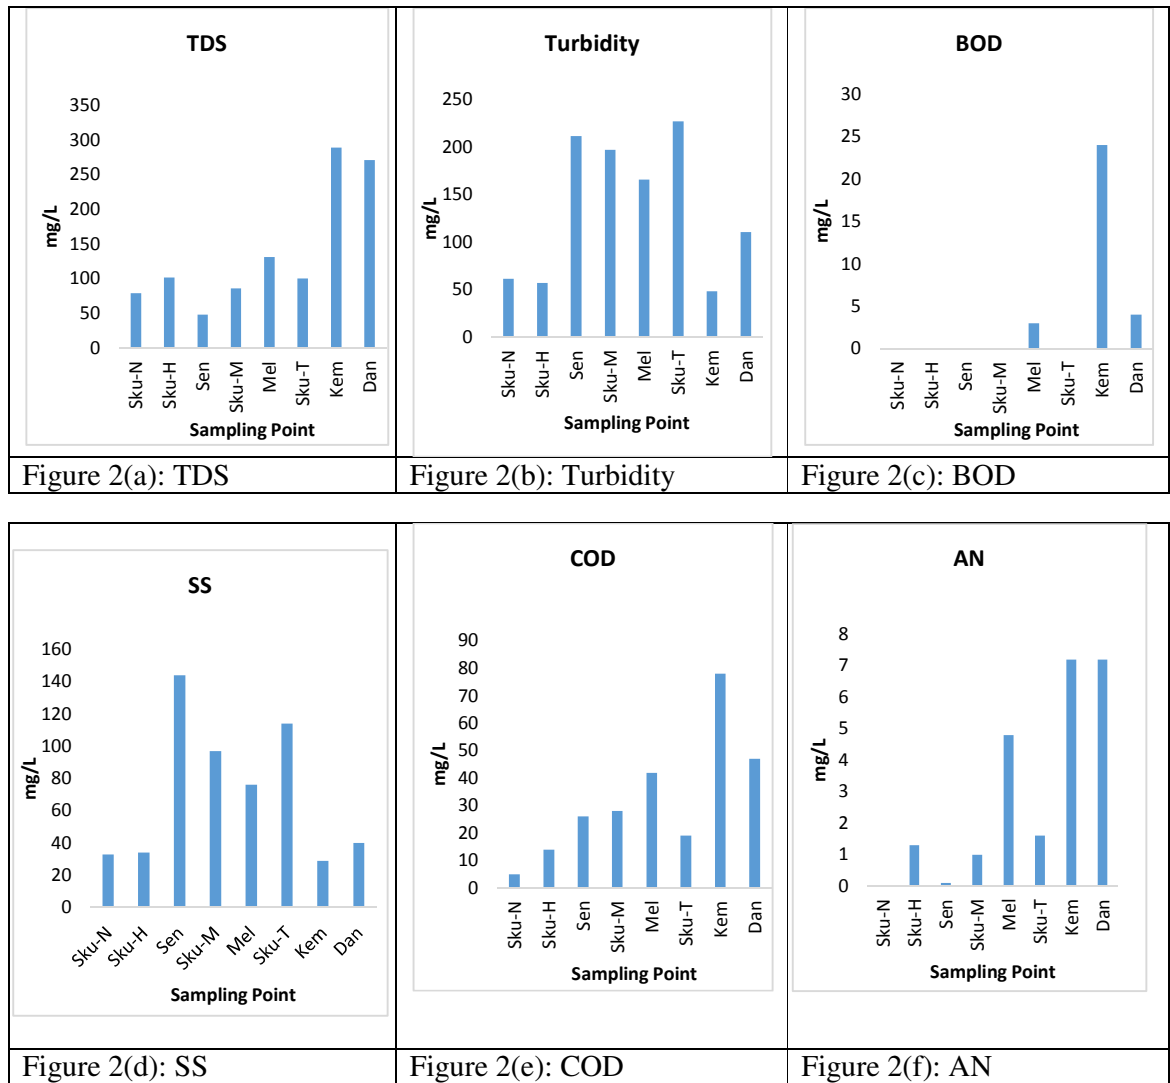 TDS
350
300
250
200
150
100
50
0
mg/L
Sku-N
Sku-H
Sen
Sku-M
Mel
Sku-T
Kem
Dan
Sampling Point
Figure 2(a): TDS
Turbidity
250
200
150
100
50
0
mg/L
Sku-N
Sku-H
Sen
Sku-M
Mel
Sku-T
Kem
Dan
Sampling Point
Figure 2(b): Turbidity
BOD
30
25
20
15
10
5
0
mg/L
Sku-N
Sku-H
Sen
Sku-M
Mel
Sku-T
Kem
Dan
Sampling Point
Figure 2(c): BOD
SS
160
140
120
100
80
60
40
20
0
mg/L
Sku-N
Sku-H
Sen
Sku-M
Mel
Sku-T
Kem
Dan
Sampling Point
Figure 2(d): SS
COD
90
80
70
60
50
40
30
20
10
0
mg/L
Sku-N
Sku-H
Sen
Sku-M
Mel
Sku-T
Kem
Dan
Sampling Point
Figure 2(e): COD
AN
8
7
6
5
4
3
2
1
0
mg/L
Sku-N
Sku-H
Sen
Sku-M
Mel
Sku-T
Kem
Dan
Sampling Point
Figure 2(f): AN